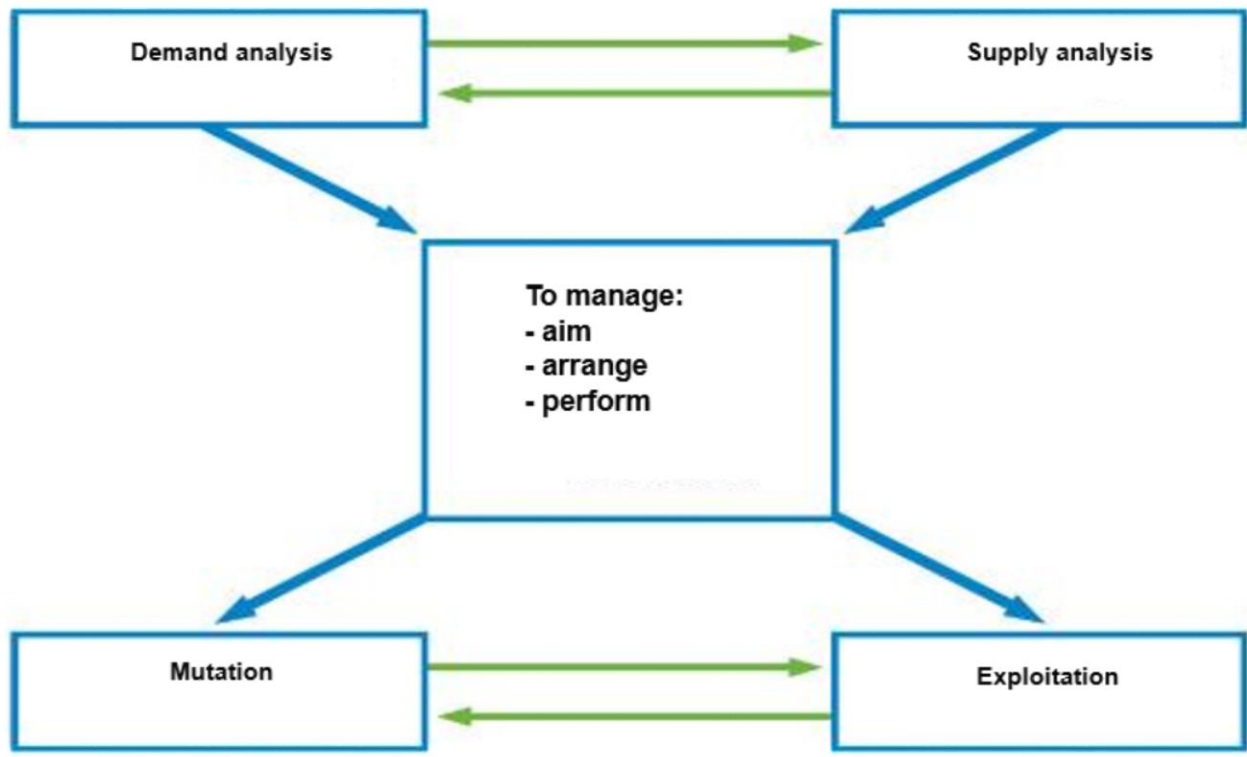 Demand analysis
Supply analysis
To manage:
- aim
- arrange
- perform
Mutation
Exploitation